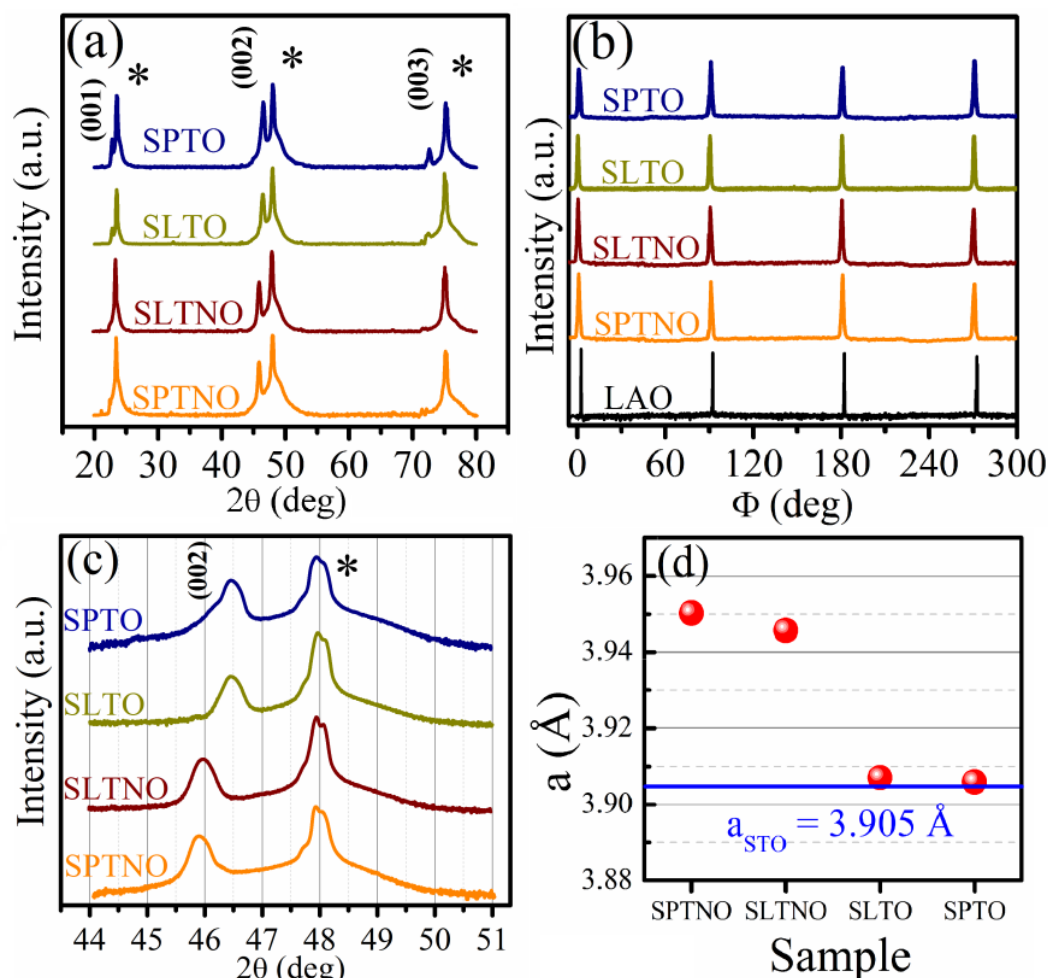 (a)
(001)
*
(002)
*
(003)
*
SPTO
SLTO
SLTNO
SPTNO
Intensity (a.u.)
20 30 40 50 60 70 80
2θ (deg)
(b)
SPTO
SLTO
SLTNO
SPTNO
LAO
Intensity (a.u.)
0 60 120 180 240 300
Φ (deg)
(c)
(002)
*
SPTO
SLTO
SLTNO
SPTNO
Intensity (a.u.)
44 45 46 47 48 49 50 51
2θ (deg)
(d)
3.96
3.94
3.92
3.90
3.88
a (Å)
aSTO = 3.905 Å
SPTNO SLTNO SLTO SPTO
Sample